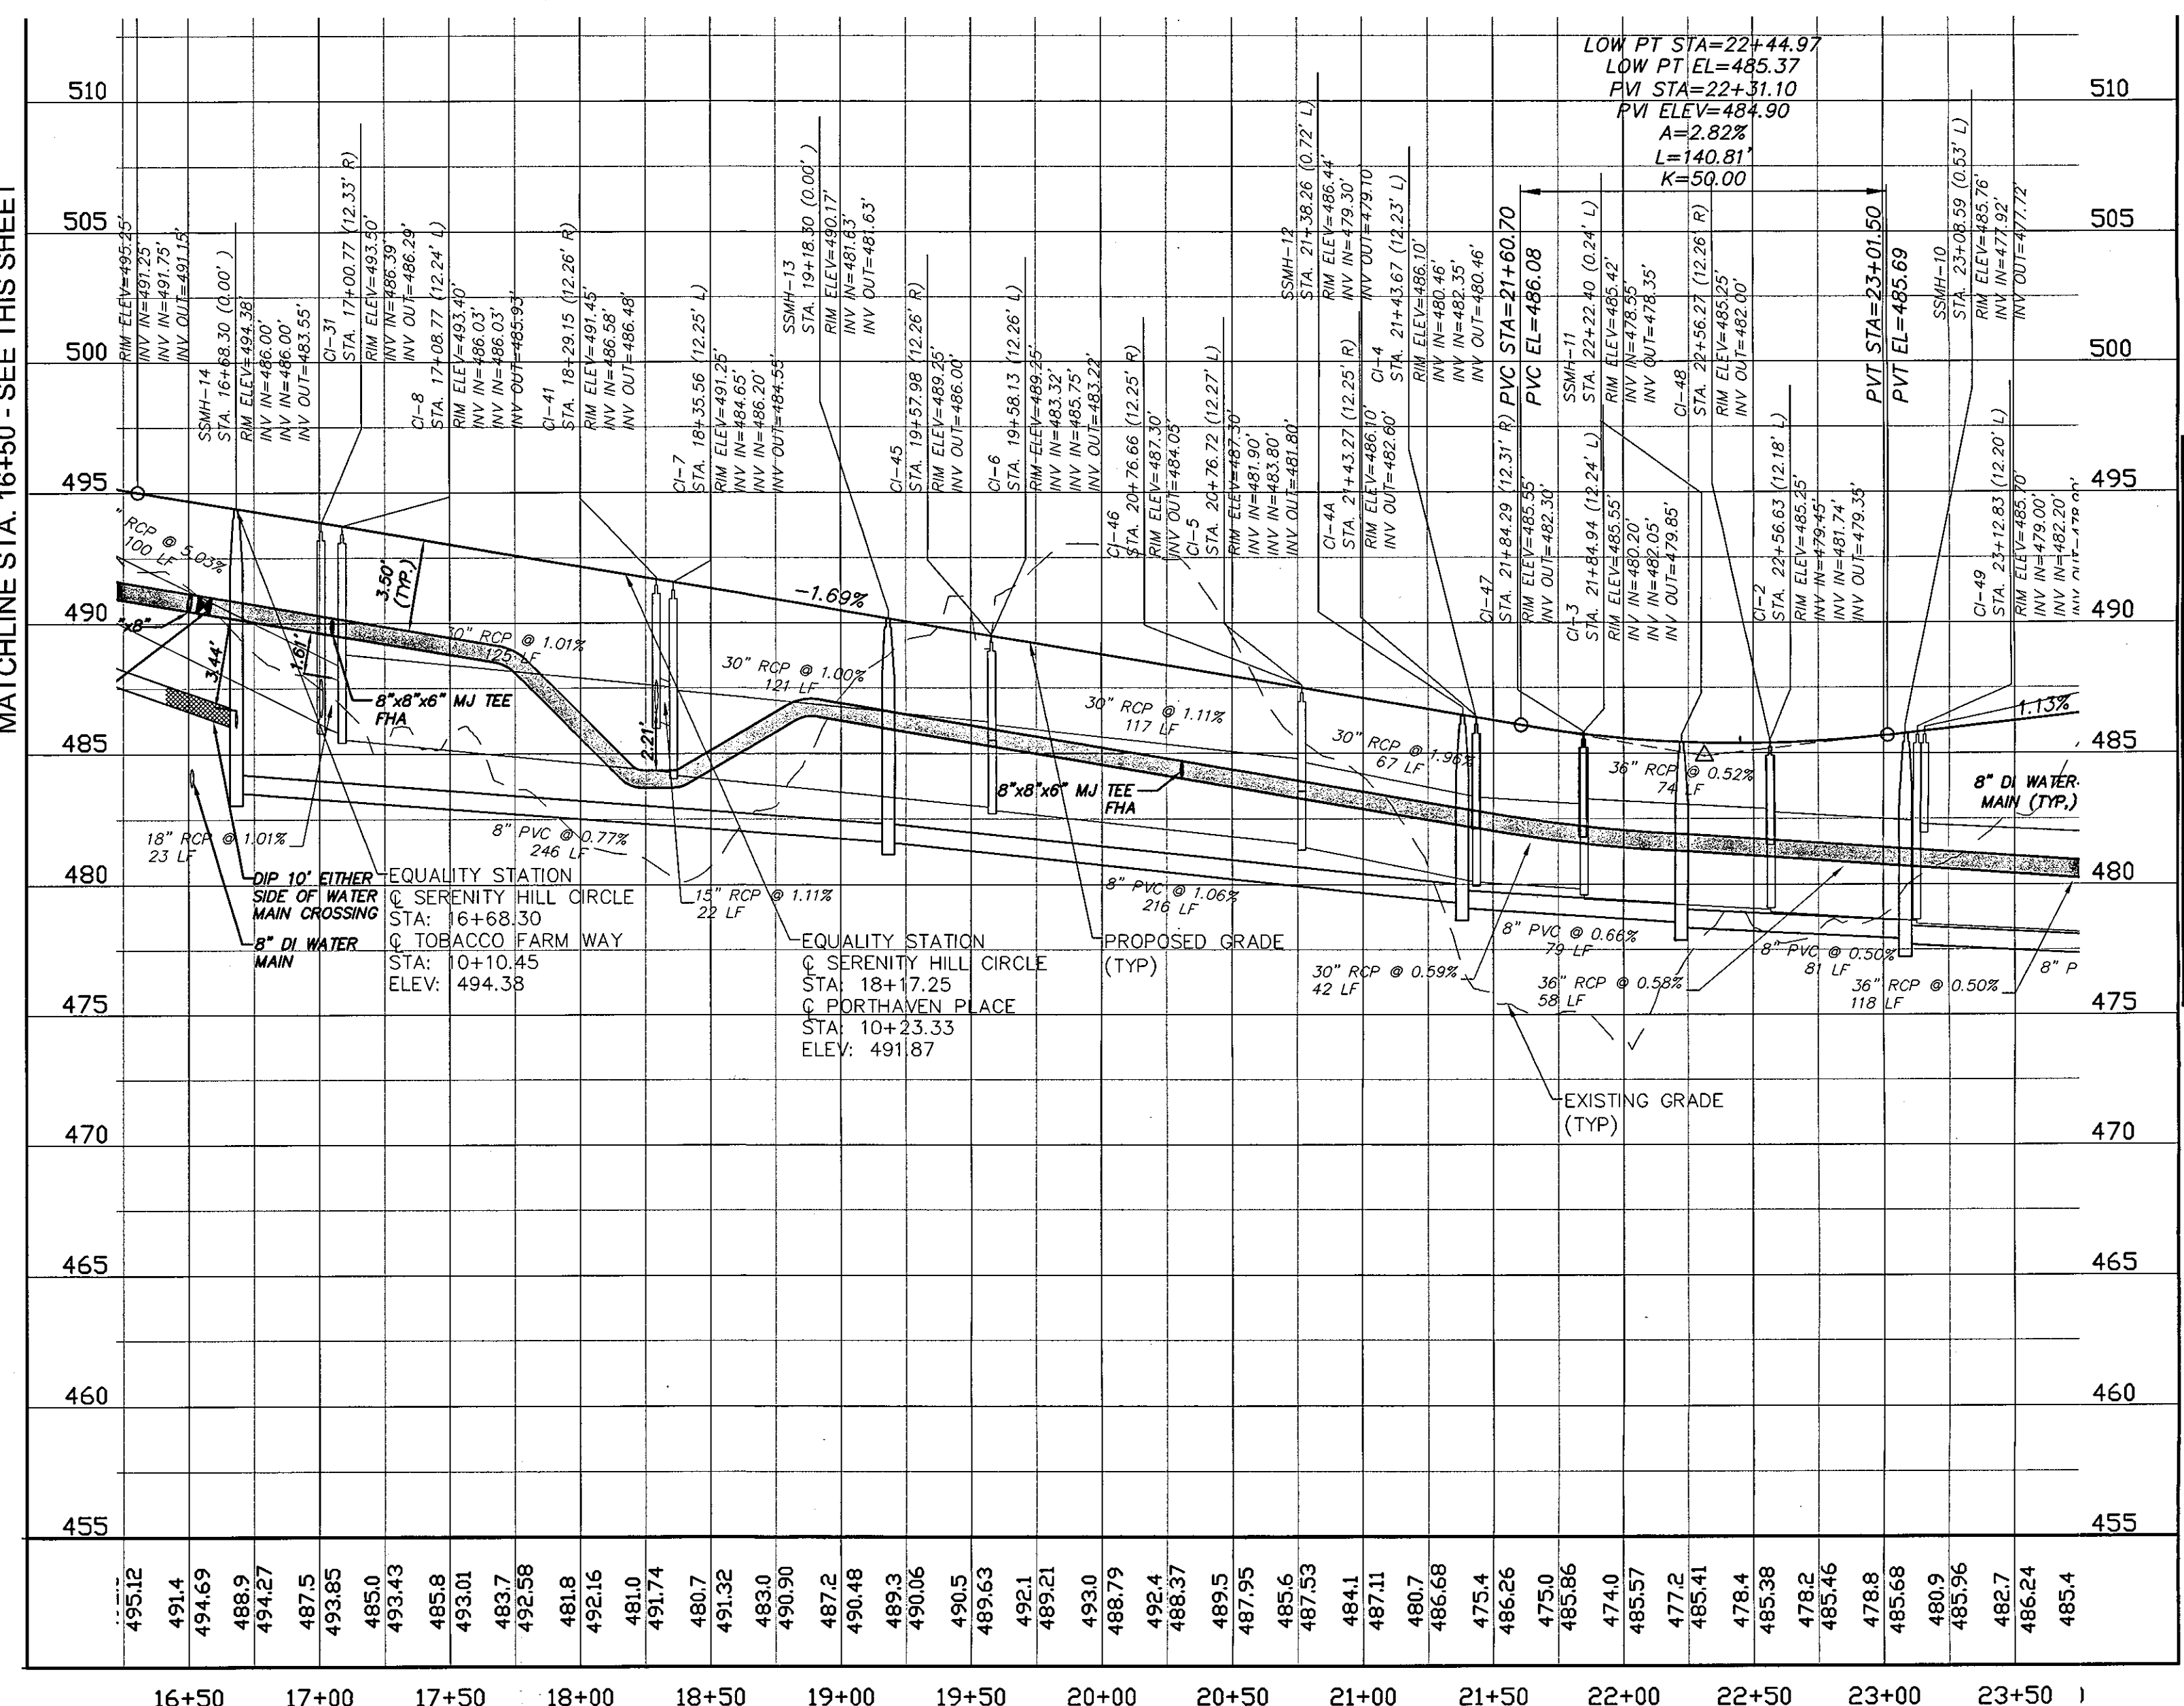 MATCHLINE STA. 16+50 - SEE THIS SHEET
510
505
500
495
490
485
480
475
470
465
460
455
510
505
500
495
490
485
480
475
470
465
460
455
LOW PT STA=22+44.97
LOW PT EL=485.37
PVI STA=22+31.10
PVI ELEV=484.90
A=2.82%
L=140.81'
K=50.00
RIM ELEV=495.25'
INV IN=491.25'
INV IN=491.75'
INV OUT=491.15'
SSMH-14
STA. 16+68.30 (0.00' )
RIM ELEV=494.38'
INV IN=486.00'
INV IN=486.00'
INV OUT=483.55'
CI-31
STA. 17+00.77 (12.33' R)
RIM ELEV=493.50'
INV IN=486.39'
INV OUT=486.29'
CI-8
STA. 17+08.77 (12.24' L)
RIM ELEV=493.40'
INV IN=486.03'
INV IN=486.03'
INV OUT=485.93'
CI-41
STA. 18+29.15 (12.26' R)
RIM ELEV=491.45'
INV IN=486.58'
INV OUT=486.48'
CI-7
STA. 18+35.56 (12.25' L)
RIM ELEV=491.25'
INV IN=484.65'
INV IN=486.20'
INV OUT=484.55'
SSMH-13
STA. 19+18.30 (0.00' )
RIM ELEV=490.17'
INV IN=481.63'
INV OUT=481.63'
CI-45
STA. 19+57.98 (12.26' R)
RIM ELEV=489.25'
INV OUT=486.00'
CI-6
STA. 19+58.13 (12.26' L)
RIM ELEV=489.25'
INV IN=483.32'
INV IN=485.75'
INV OUT=483.22'
CI-46
STA. 20+76.66 (12.25' R)
RIM ELEV=487.30'
INV OUT=484.05'
CI-5
STA. 20+76.72 (12.27' L)
RIM ELEV=487.30'
INV IN=481.90'
INV IN=483.80'
INV OUT=481.80'
SSMH-12
STA. 21+38.26 (0.72' L)
RIM ELEV=486.44'
INV IN=479.30'
INV OUT=479.10'
CI-4A
STA. 21+43.27 (12.25' R)
RIM ELEV=486.10'
INV OUT=482.60'
CI-4
STA. 21+43.67 (12.23' L)
RIM ELEV=486.10'
INV IN=480.46'
INV IN=482.35'
INV OUT=480.46'
PVC STA=21+60.70
PVC EL=486.08
CI-47
STA. 21+84.29 (12.31' R)
RIM ELEV=485.55'
INV OUT=482.30'
CI-3
STA. 21+84.94 (12.24' L)
RIM ELEV=485.55'
INV IN=480.20'
INV IN=482.05'
INV OUT=479.85'
SSMH-11
STA. 22+22.40 (0.24' L)
RIM ELEV=485.42'
INV IN=478.55'
INV OUT=478.35'
CI-48
STA. 22+56.27 (12.26' R)
RIM ELEV=485.25'
INV OUT=482.00'
CI-2
STA. 22+56.63 (12.18' L)
RIM ELEV=485.25'
INV IN=479.45'
INV IN=481.74'
INV OUT=479.35'
PVT STA=23+01.50
PVT EL=485.69
SSMH-10
STA. 23+08.59 (0.53' L)
RIM ELEV=485.76'
INV IN=477.92'
INV OUT=477.72'
CI-49
STA. 23+12.83 (12.20' L)
RIM ELEV=485.70'
INV IN=479.00'
INV IN=482.20'
" RCP @ 5.03%
100 LF
"x8"
3.44'
1.61'
3.50'
(TYP.)
30" RCP @ 1.01%
125 LF
8"x8"x6" MJ TEE
FHA
2.21'
-1.69%
30" RCP @ 1.00%
121 LF
30" RCP @ 1.11%
117 LF
8"x8"x6" MJ TEE
FHA
30" RCP @ 1.96%
67 LF
36" RCP @ 0.52%
74 LF
1.13%
8" DI WATER
MAIN (TYP.)
18" RCP @ 1.01%
23 LF
8" PVC @ 0.77%
246 LF
15" RCP @ 1.11%
22 LF
8" PVC @ 1.06%
216 LF
DIP 10' EITHER
SIDE OF WATER
MAIN CROSSING
8" DI WATER
MAIN
EQUALITY STATION
℄ SERENITY HILL CIRCLE
STA: 16+68.30
℄ TOBACCO FARM WAY
STA: 10+10.45
ELEV: 494.38
EQUALITY STATION
℄ SERENITY HILL CIRCLE
STA: 18+17.25
℄ PORTHAVEN PLACE
STA: 10+23.33
ELEV: 491.87
PROPOSED GRADE
(TYP)
30" RCP @ 0.59%
42 LF
8" PVC @ 0.66%
79 LF
36" RCP @ 0.58%
58 LF
8" PVC @ 0.50%
81 LF
36" RCP @ 0.50%
118 LF
8" P
EXISTING GRADE
(TYP)
495.12
491.4
494.69
488.9
494.27
487.5
493.85
485.0
493.43
485.8
493.01
483.7
492.58
481.8
492.16
481.0
491.74
480.7
491.32
483.0
490.90
487.2
490.48
489.3
490.06
490.5
489.63
492.1
489.21
493.0
488.79
492.4
488.37
489.5
487.95
485.6
487.53
484.1
487.11
480.7
486.68
475.4
486.26
475.0
485.86
474.0
485.57
477.2
485.41
478.4
485.38
478.2
485.46
478.8
485.68
480.9
485.96
482.7
486.24
485.4
16+50
17+00
17+50
18+00
18+50
19+00
19+50
20+00
20+50
21+00
21+50
22+00
22+50
23+00
23+50